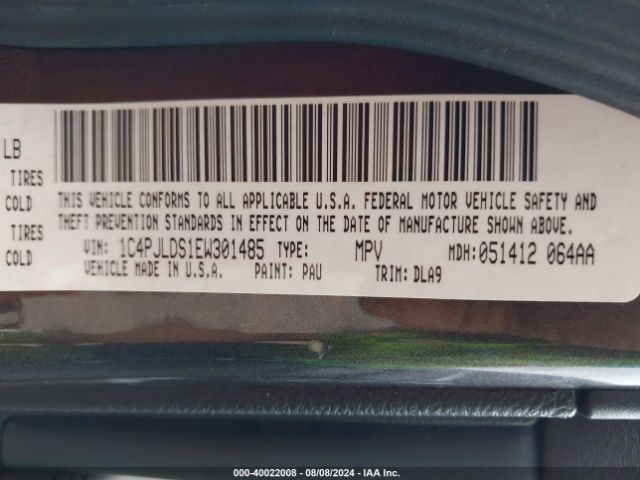 LB
TIRES
COLD
TIRES
COLD
THIS VEHICLE CONFORMS TO ALL APPLICABLE U.S.A. FEDERAL MOTOR VEHICLE SAFETY AND
THEFT PREVENTION STANDARDS IN EFFECT ON THE DATE OF MANUFACTURE SHOWN ABOVE.
VIN: 1C4PJLDS1EW301485 TYPE: MPV MDH: 051412 064AA
VEHICLE MADE IN U.S.A. PAINT: PAU TRIM: DLA9
000-40022008 - 08/08/2024 - IAA Inc.